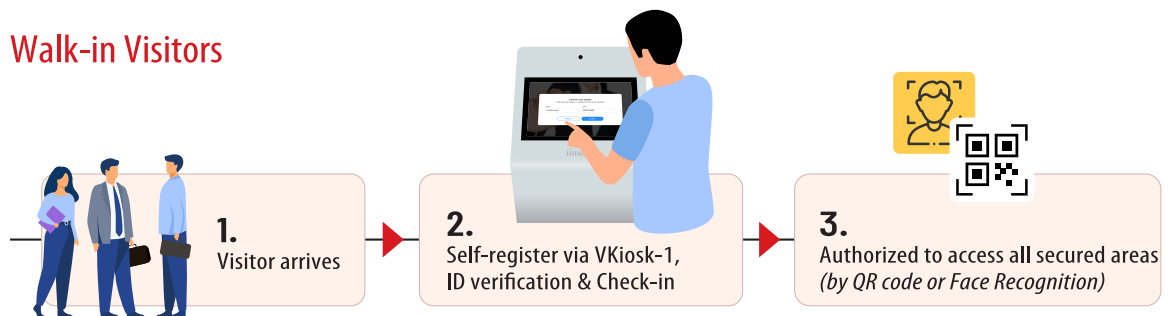 Walk-in Visitors
1.
Visitor arrives
2.
Self-register via VKiosk-1,
ID verification & Check-in
3.
Authorized to access all secured areas
(by QR code or Face Recognition)